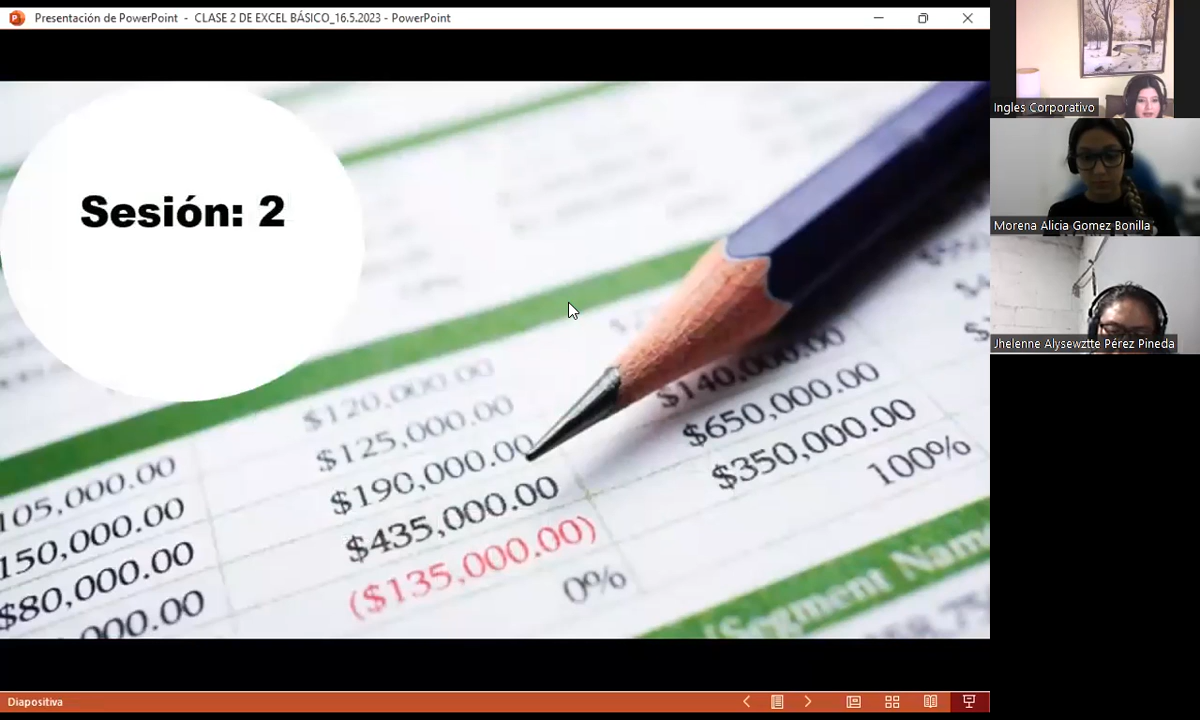 Presentación de PowerPoint - CLASE 2 DE EXCEL BÁSICO_16.5.2023 - PowerPoint
Ingles Corporativo
Morena Alicia Gomez Bonilla
Jhelenne Alysewztte Pérez Pineda
Sesión: 2
$120,000.00
105,000.00 $125,000.00 $140,000.00
150,000.00 $190,000.00 $650,000.00
$80,000.00 $435,000.00 $350,000.00
000.00 ($135,000.00) 100%
0%
(Segment Name
Diapositiva